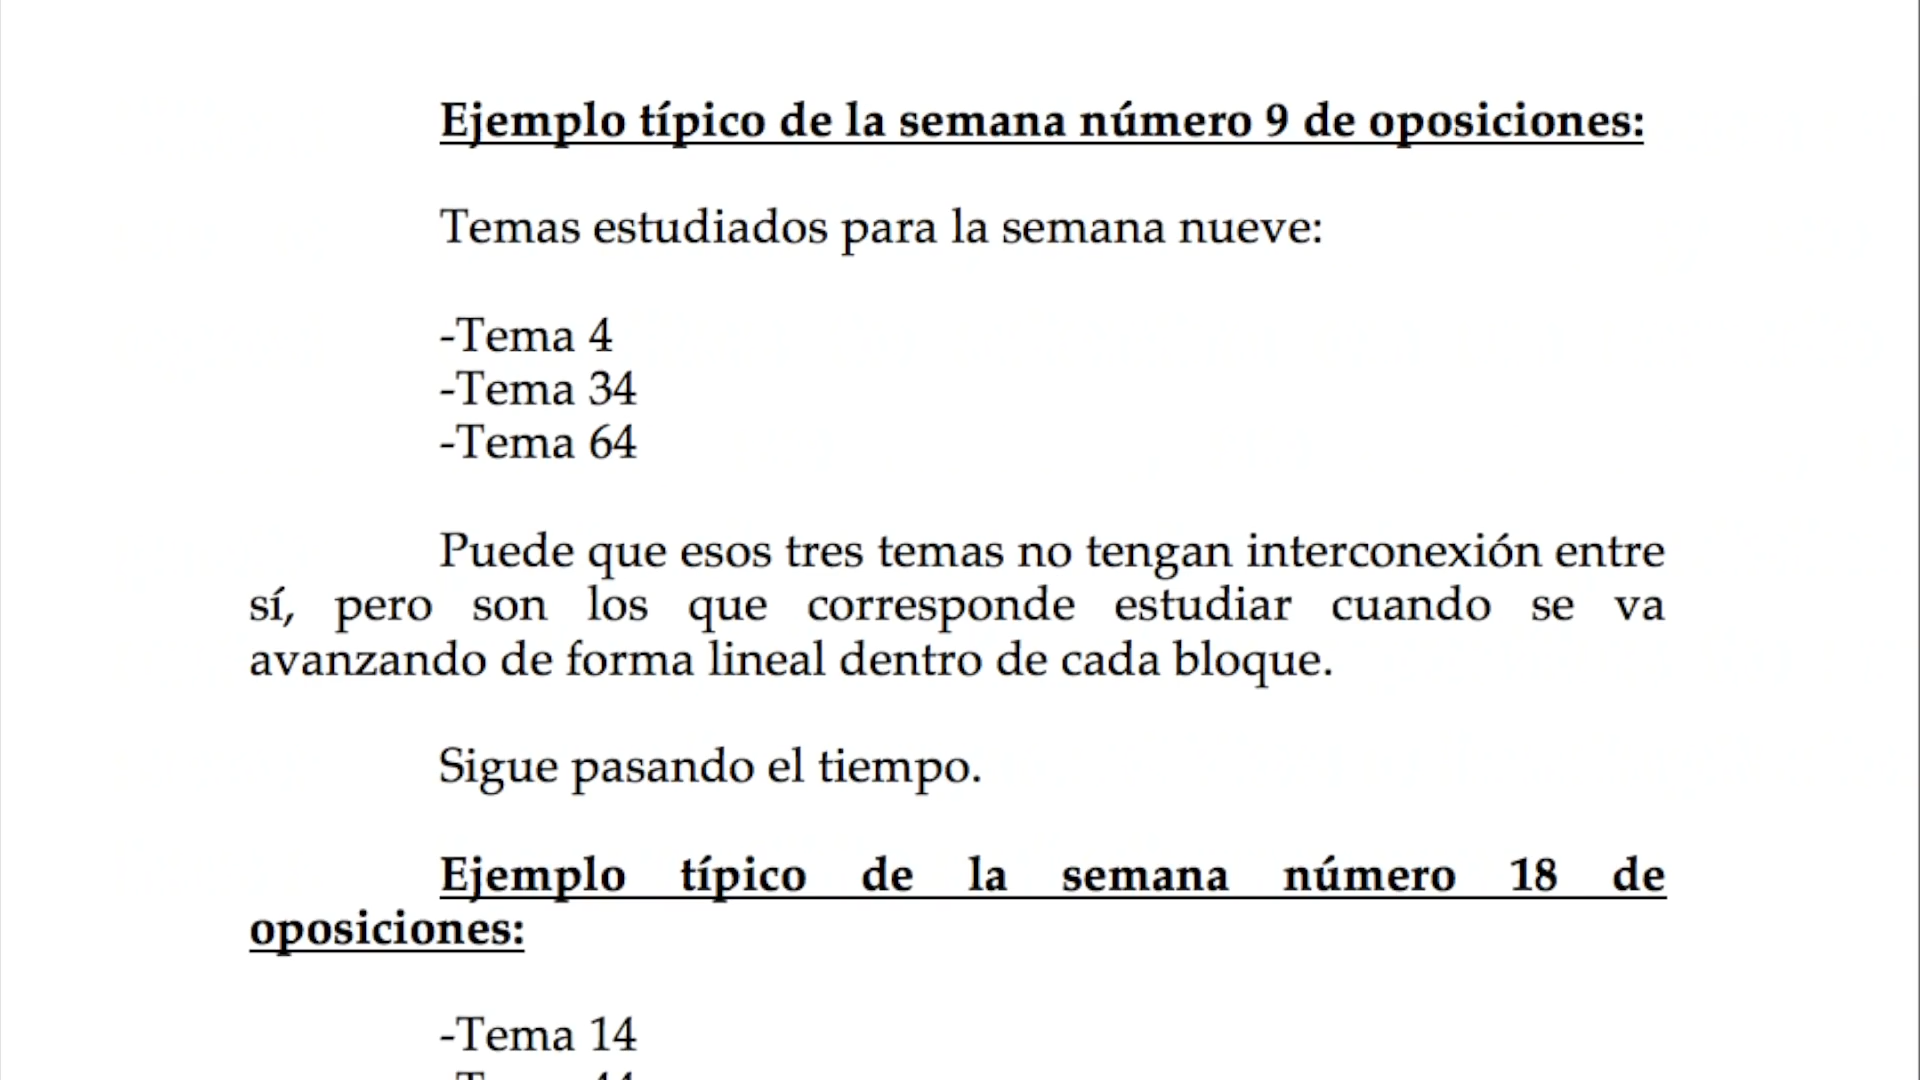 Ejemplo típico de la semana número 9 de oposiciones:
Temas estudiados para la semana nueve:
-Tema 4
-Tema 34
-Tema 64
Puede que esos tres temas no tengan interconexión entre
sí, pero son los que corresponde estudiar cuando se va
avanzando de forma lineal dentro de cada bloque.
Sigue pasando el tiempo.
Ejemplo típico de la semana número 18 de
oposiciones:
-Tema 14